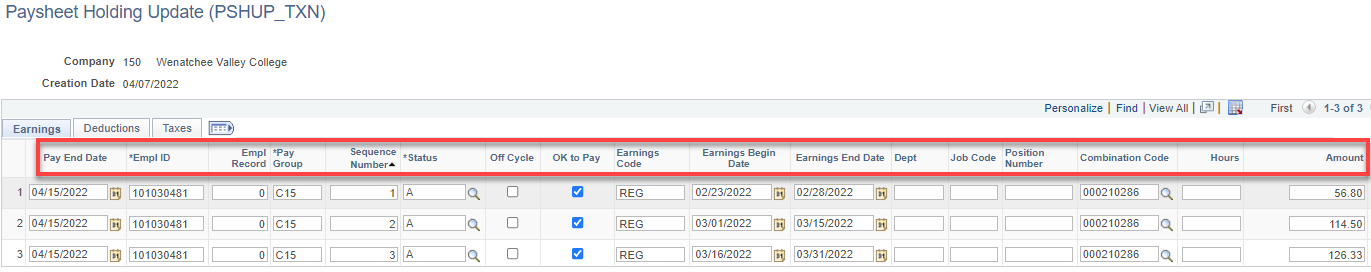 Paysheet Holding Update (PSHUP_TXN)
Company 150 Wenatchee Valley College
Creation Date 04/07/2022
Personalize | Find | View All | | First 1-3 of 3
Earnings Deductions Taxes
Pay End Date *Empl ID Empl Record *Pay Group Sequence Number *Status Off Cycle OK to Pay Earnings Code Earnings Begin Date Earnings End Date Dept Job Code Position Number Combination Code Hours Amount
1 04/15/2022 101030481 0 C15 1 A REG 02/23/2022 02/28/2022 000210286 56.80
2 04/15/2022 101030481 0 C15 2 A REG 03/01/2022 03/15/2022 000210286 114.50
3 04/15/2022 101030481 0 C15 3 A REG 03/16/2022 03/31/2022 000210286 126.33